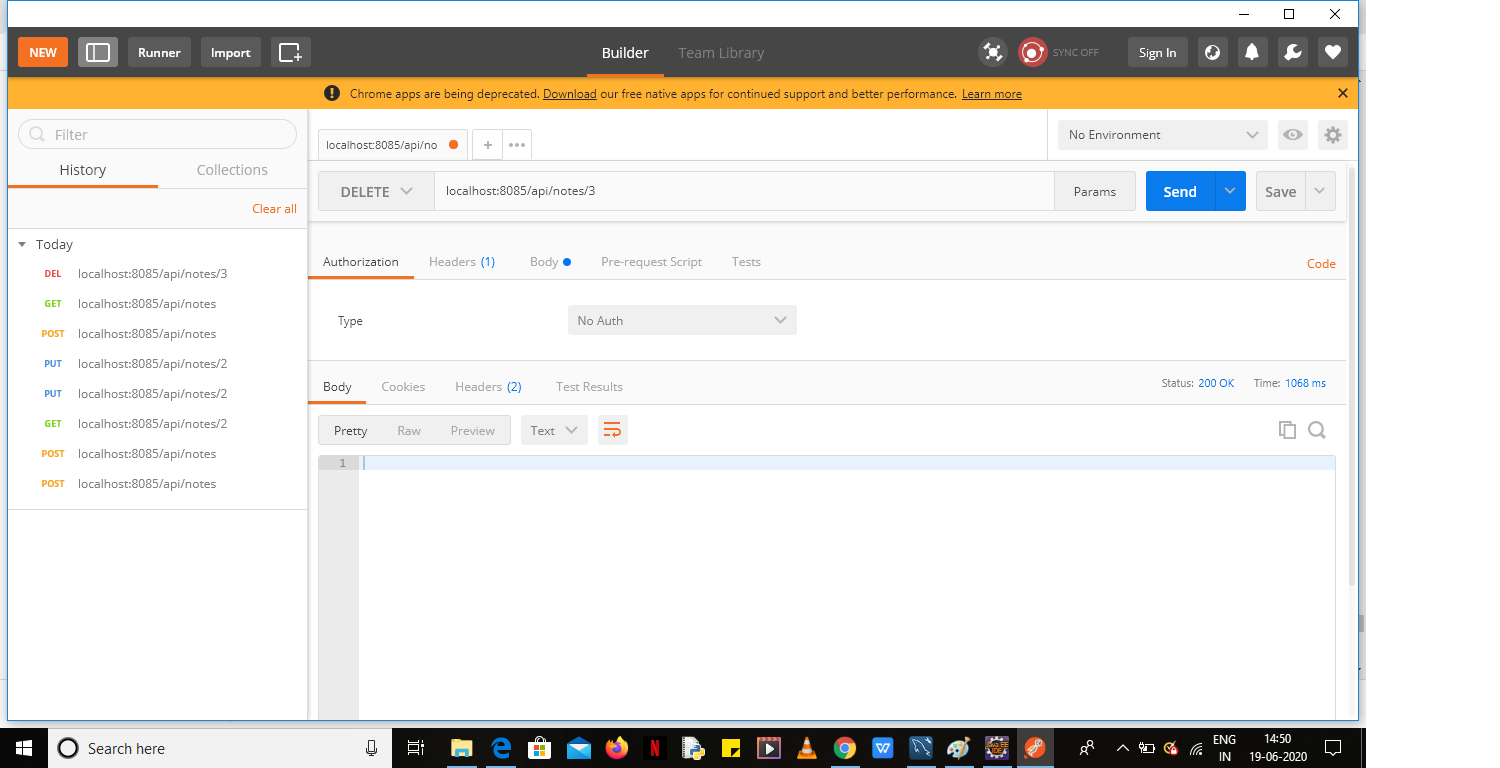 NEW Runner Import Builder Team Library SYNC OFF Sign In
Chrome apps are being deprecated. Download our free native apps for continued support and better performance. Learn more
Filter
History Collections
Clear all
Today
DEL localhost:8085/api/notes/3
GET localhost:8085/api/notes
POST localhost:8085/api/notes
PUT localhost:8085/api/notes/2
PUT localhost:8085/api/notes/2
GET localhost:8085/api/notes/2
POST localhost:8085/api/notes
POST localhost:8085/api/notes
localhost:8085/api/no + ••• No Environment
DELETE localhost:8085/api/notes/3 Params Send Save
Authorization Headers (1) Body Pre-request Script Tests Code
Type No Auth
Body Cookies Headers (2) Test Results Status: 200 OK Time: 1068 ms
Pretty Raw Preview Text
1
Search here ENG 14:50
IN 19-06-2020